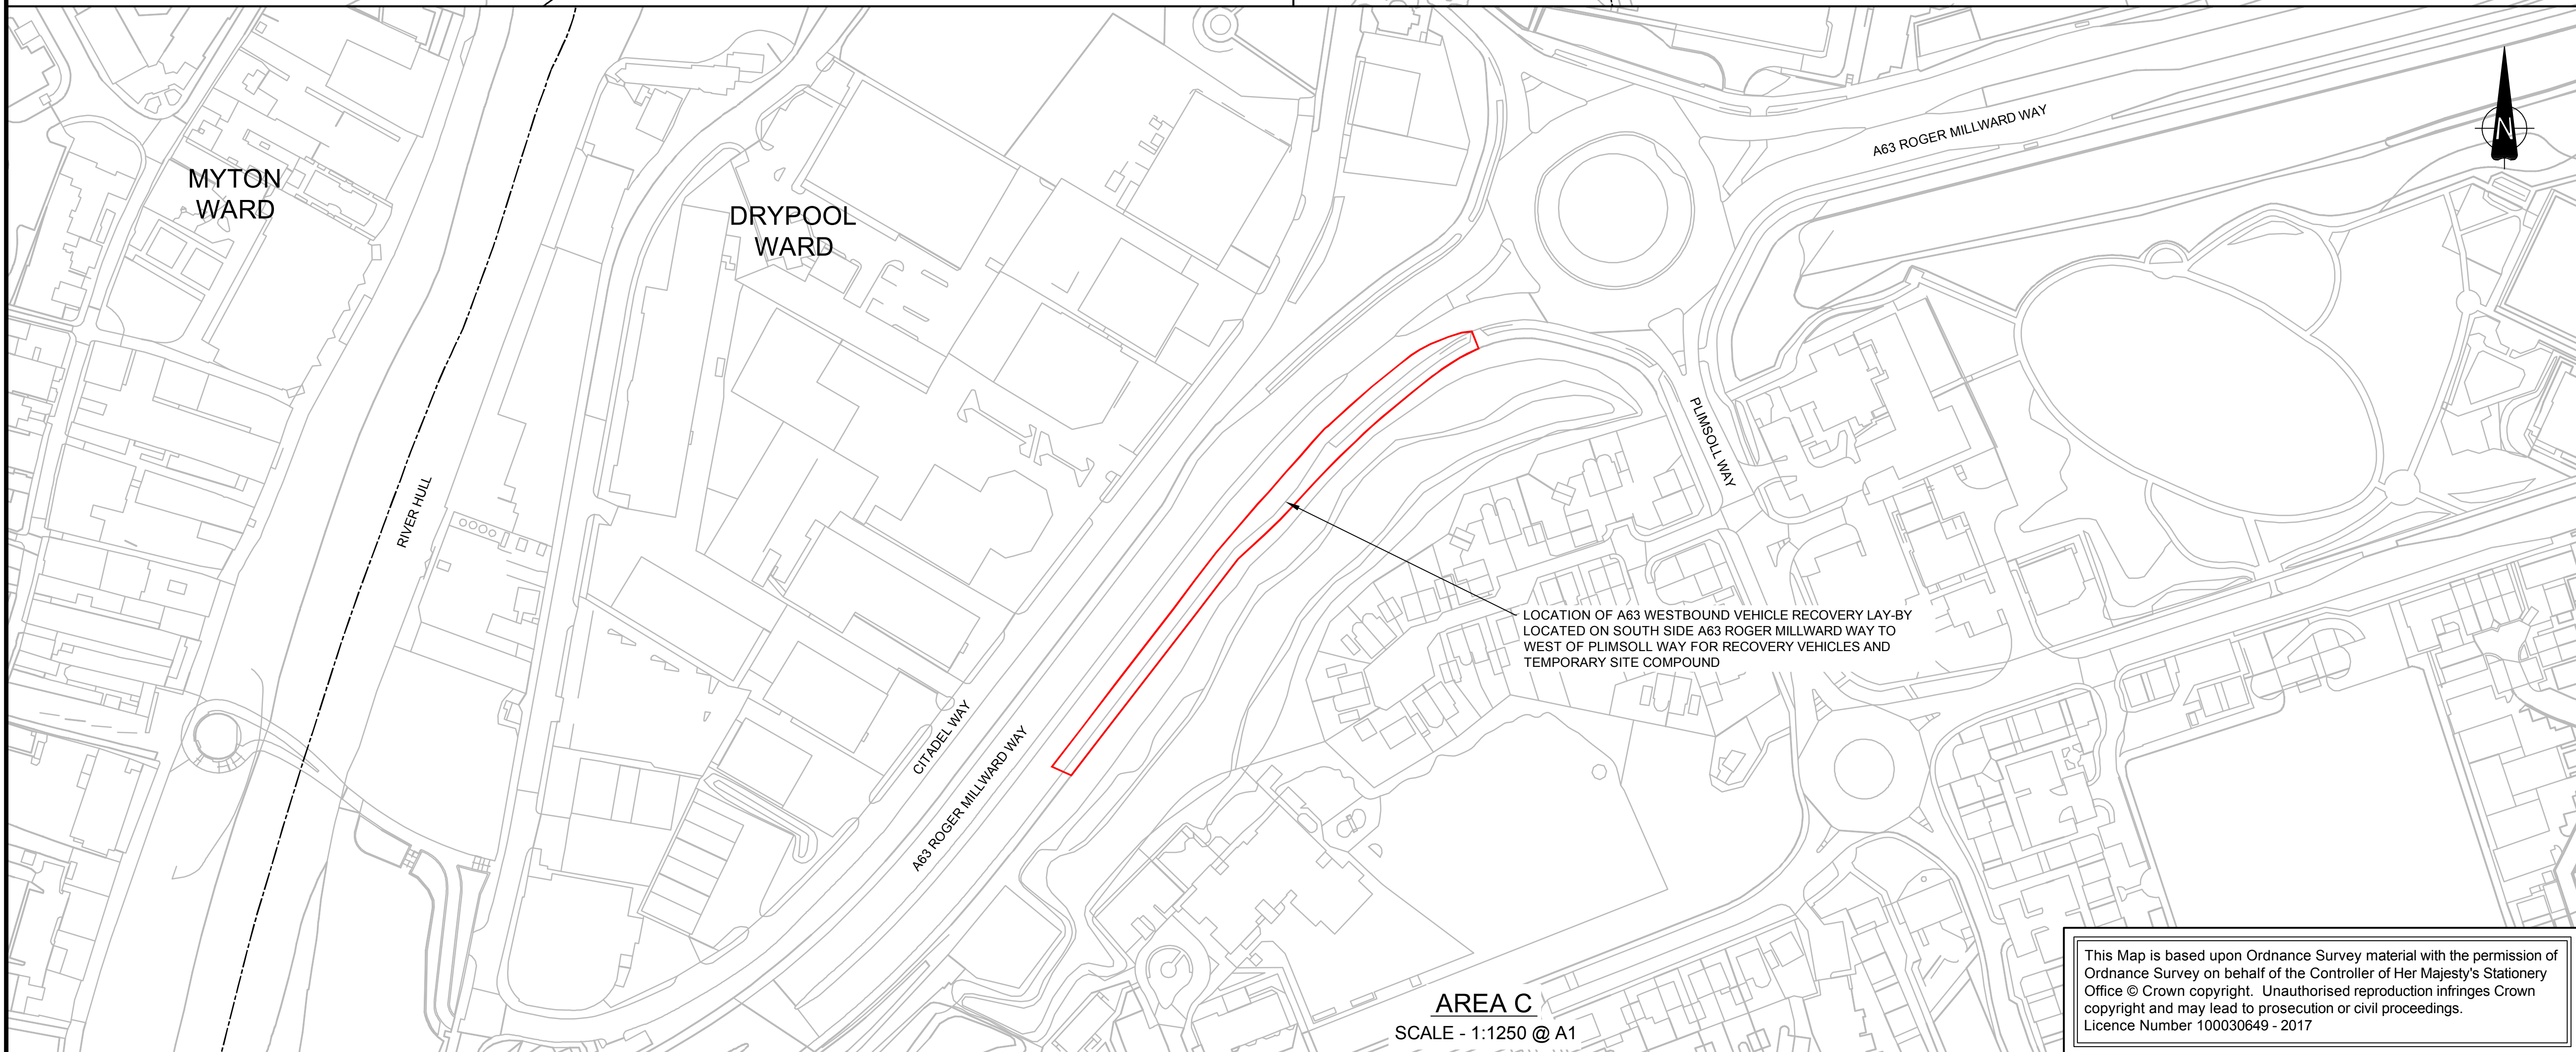 MYTON
WARD
DRYPOOL
WARD
A63 ROGER MILLWARD WAY
N
RIVER HULL
PLIMSOLL WAY
LOCATION OF A63 WESTBOUND VEHICLE RECOVERY LAY-BY
LOCATED ON SOUTH SIDE A63 ROGER MILLWARD WAY TO
WEST OF PLIMSOLL WAY FOR RECOVERY VEHICLES AND
TEMPORARY SITE COMPOUND
CITADEL WAY
A63 ROGER MILLWARD WAY
AREA C
SCALE - 1:1250 @ A1
This Map is based upon Ordnance Survey material with the permission of
Ordnance Survey on behalf of the Controller of Her Majesty's Stationery
Office © Crown copyright. Unauthorised reproduction infringes Crown
copyright and may lead to prosecution or civil proceedings.
Licence Number 100030649 - 2017